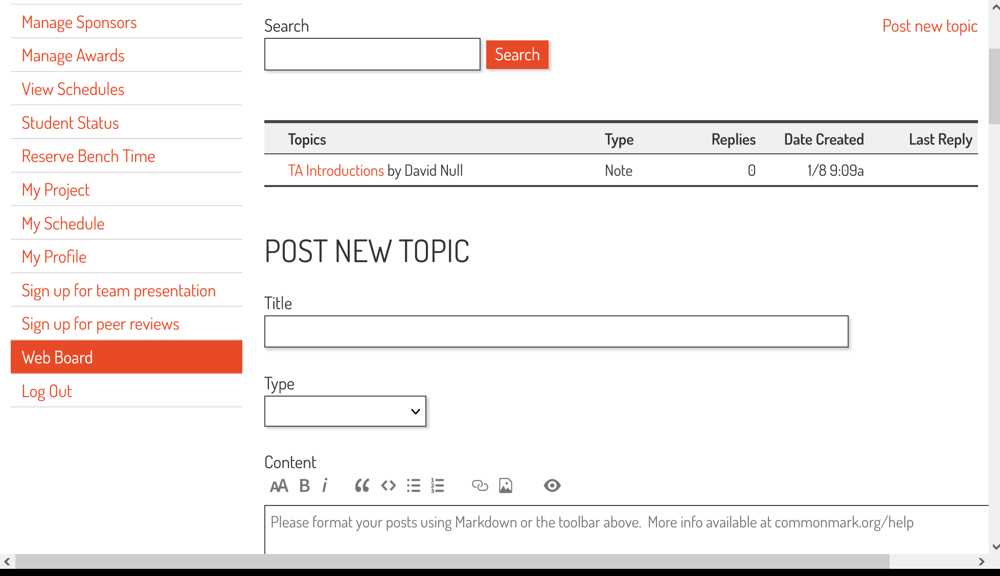 Manage Sponsors
Manage Awards
View Schedules
Student Status
Reserve Bench Time
My Project
My Schedule
My Profile
Sign up for team presentation
Sign up for peer reviews
Web Board
Log Out
Search
Post new topic
Search
Topics Type Replies Date Created Last Reply
TA Introductions by David Null Note 0 1/8 9:09a
POST NEW TOPIC
Title
Type
Content
Please format your posts using Markdown or the toolbar above.  More info available at commonmark.org/help